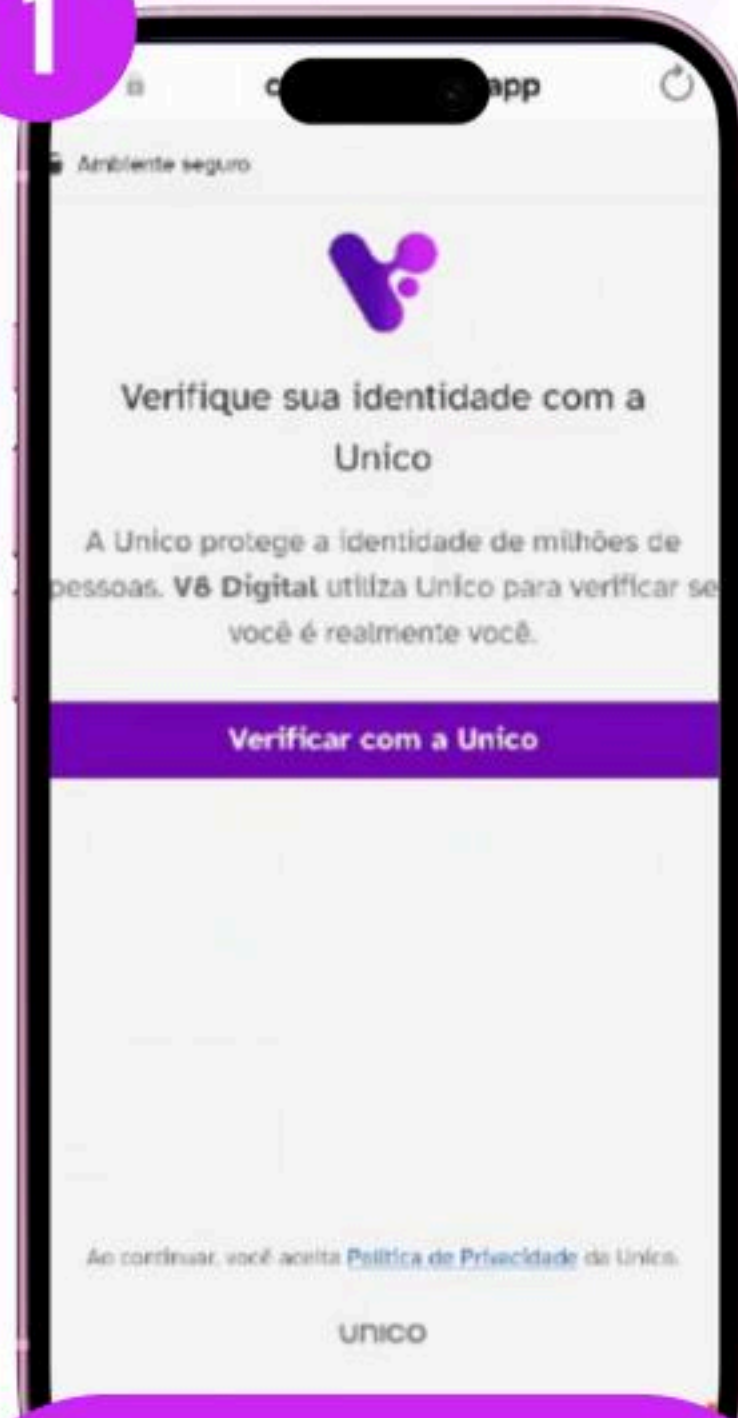 1
app
Ambiente seguro
Verifique sua identidade com a
Unico
A Unico protege a identidade de milhões de
pessoas. V8 Digital utiliza Unico para verificar se
você é realmente você.
Verificar com a Unico
Ao continuar, você aceita Política de Privacidade da Unico.
unico